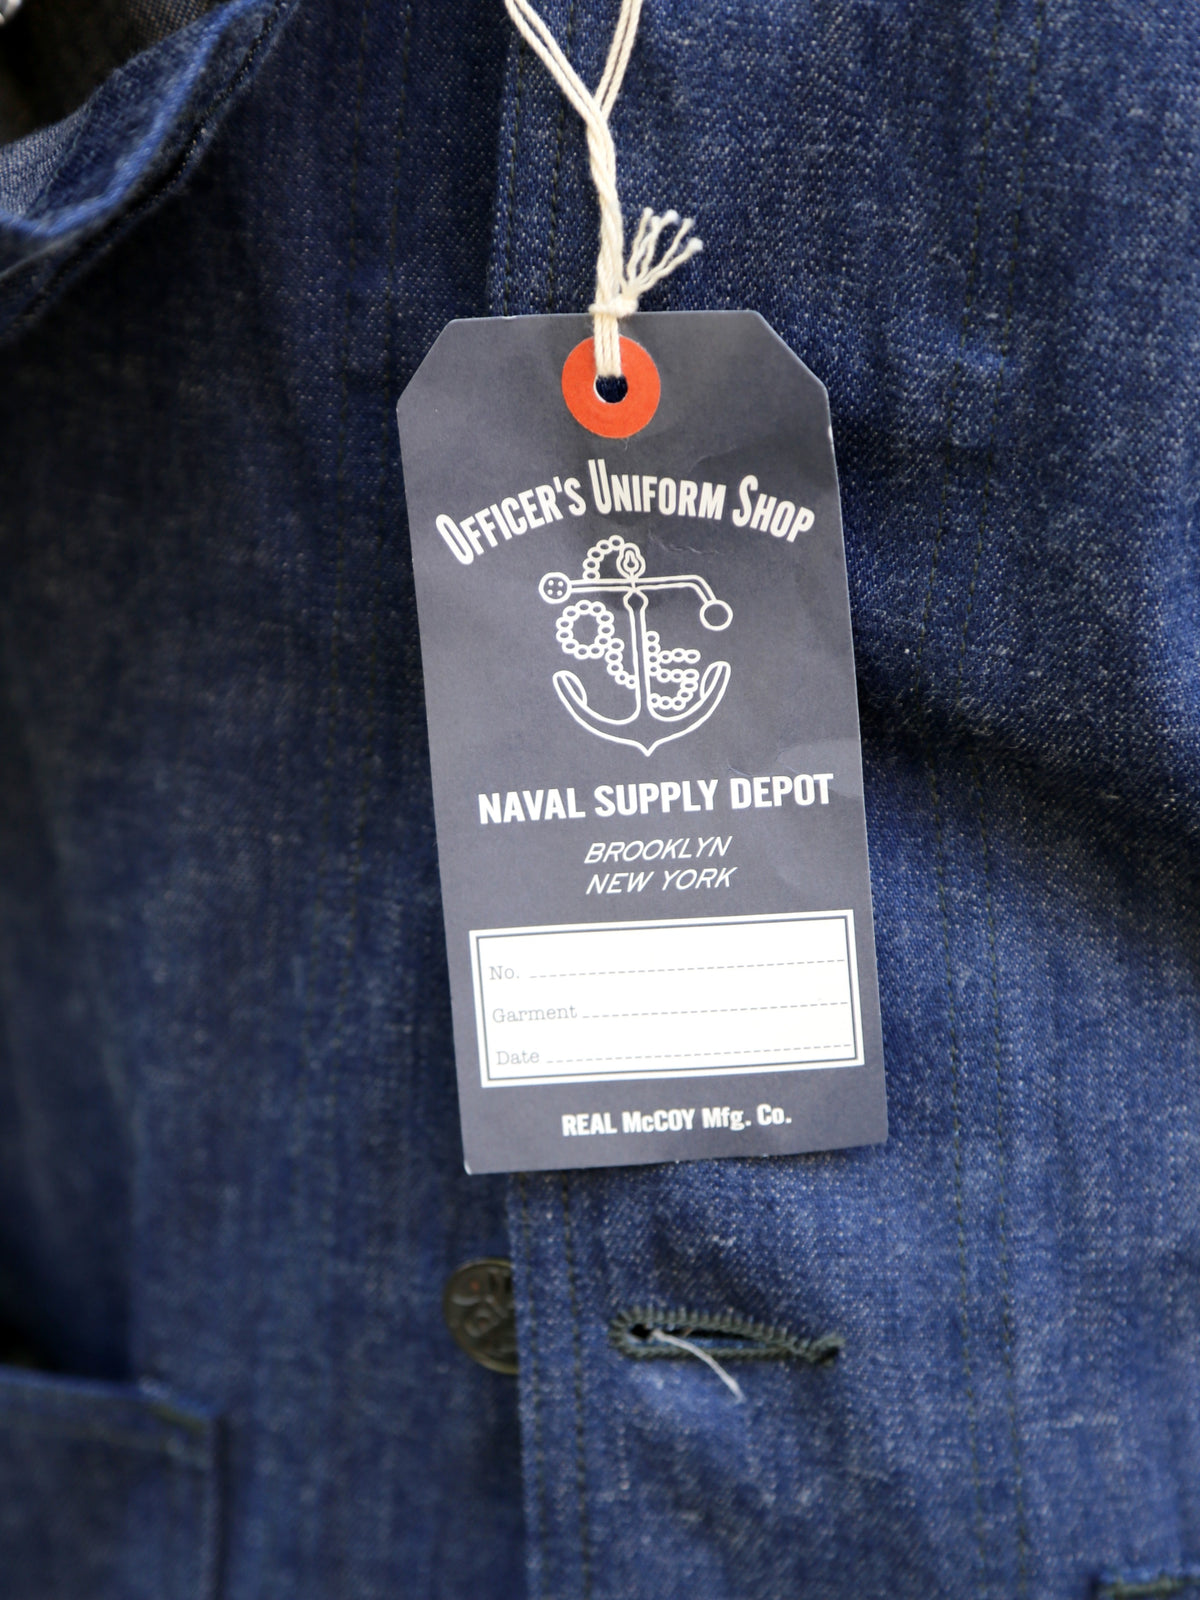 OFFICER'S UNIFORM SHOP
NAVAL SUPPLY DEPOT
BROOKLYN
NEW YORK
No.
Garment
Date
REAL McCOY Mfg. Co.